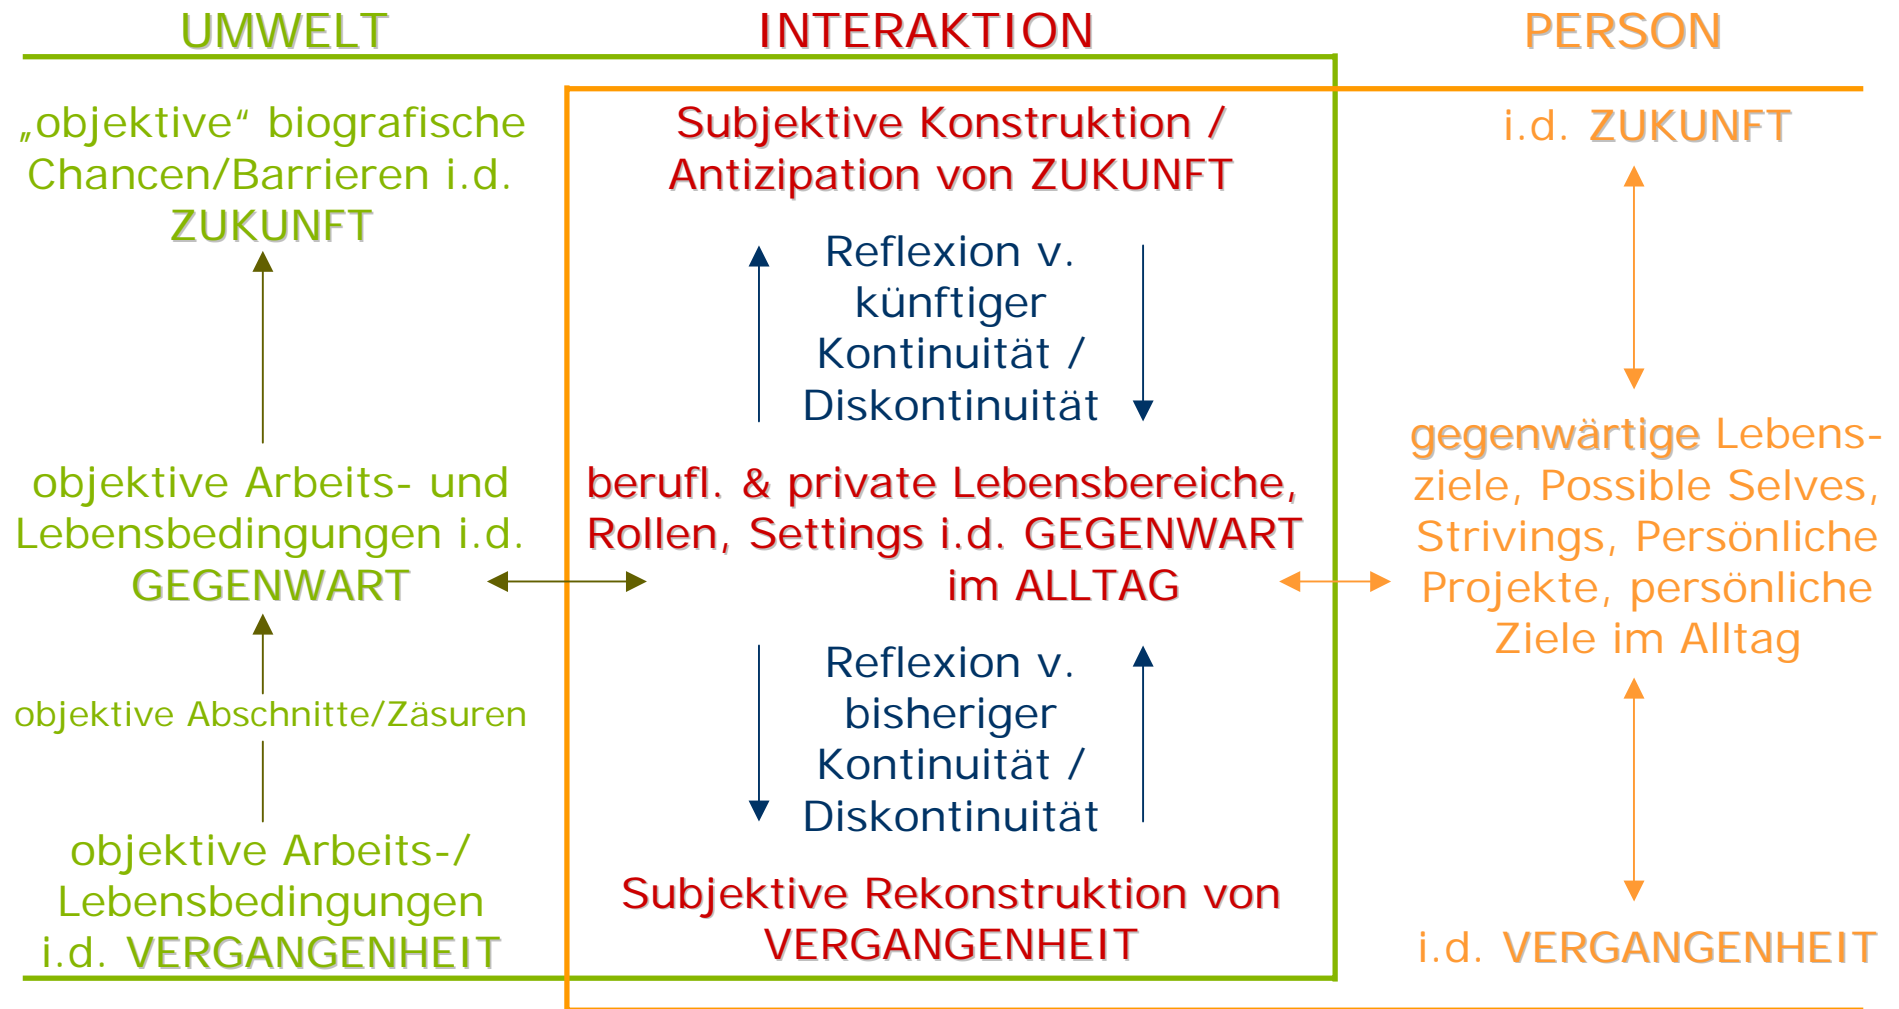 UMWELT
INTERAKTION
PERSON
„objektive“ biografische
Chancen/Barrieren i.d.
ZUKUNFT
objektive Arbeits- und
Lebensbedingungen i.d.
GEGENWART
objektive Abschnitte/Zäsuren
objektive Arbeits-/
Lebensbedingungen
i.d. VERGANGENHEIT
Subjektive Konstruktion /
Antizipation von ZUKUNFT
Reflexion v.
künftiger
Kontinuität /
Diskontinuität
berufl. & private Lebensbereiche,
Rollen, Settings i.d. GEGENWART
im ALLTAG
Reflexion v.
bisheriger
Kontinuität /
Diskontinuität
Subjektive Rekonstruktion von
VERGANGENHEIT
i.d. ZUKUNFT
gegenwärtige Lebens-
ziele, Possible Selves,
Strivings, Persönliche
Projekte, persönliche
Ziele im Alltag
i.d. VERGANGENHEIT